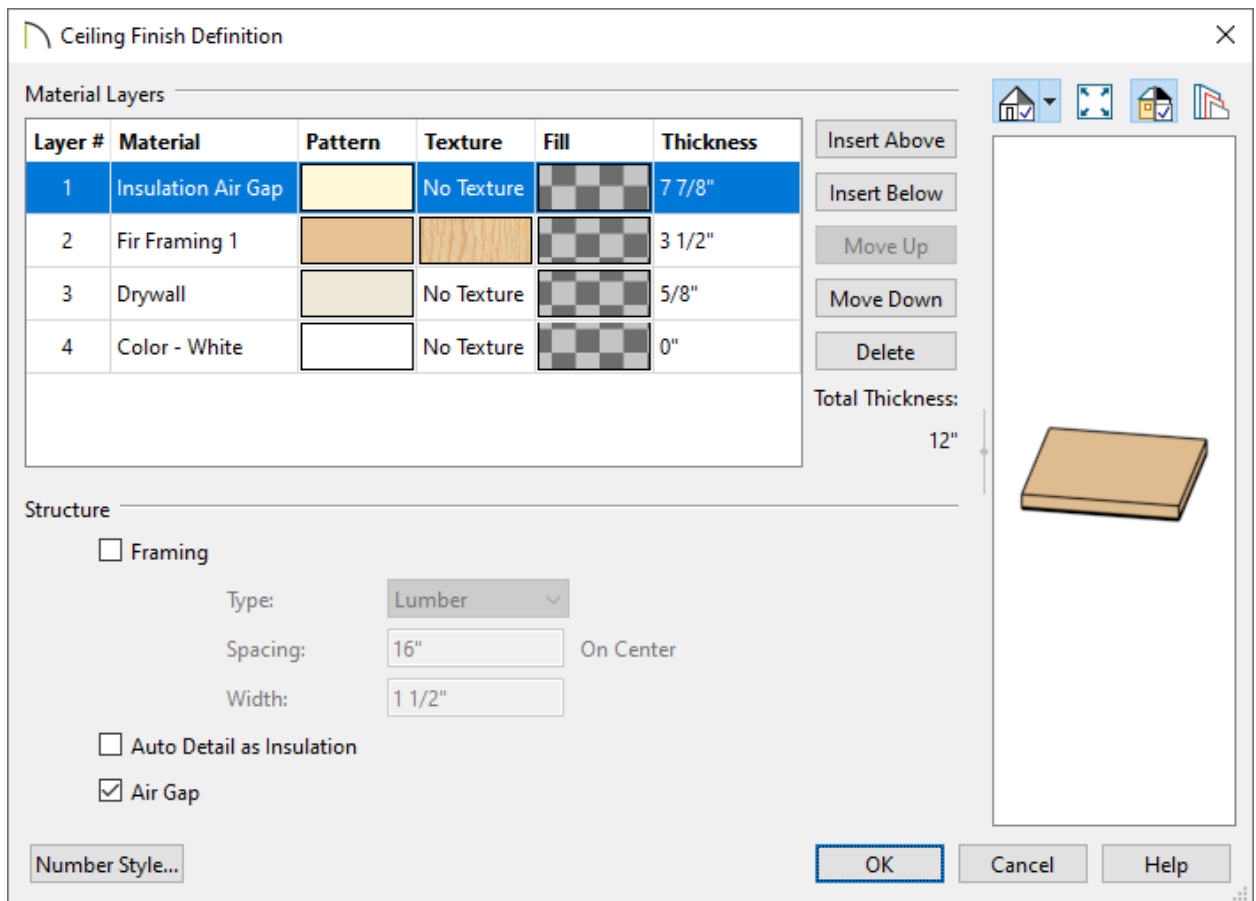 Ceiling Finish Definition
Material Layers
Layer # Material Pattern Texture Fill Thickness
1 Insulation Air Gap No Texture 7 7/8"
2 Fir Framing 1 3 1/2"
3 Drywall No Texture 5/8"
4 Color - White No Texture 0"
Insert Above
Insert Below
Move Up
Move Down
Delete
Total Thickness:
12"
Structure
Framing
Type: Lumber
Spacing: 16" On Center
Width: 1 1/2"
Auto Detail as Insulation
Air Gap
Number Style... OK Cancel Help